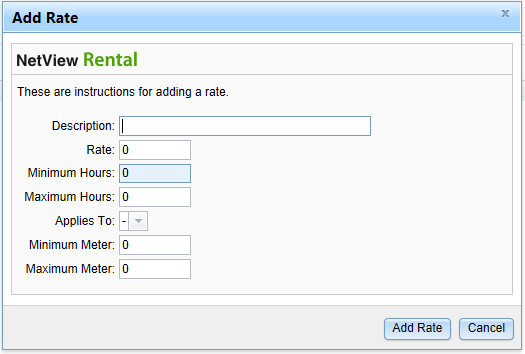 Add Rate x
NetView Rental
These are instructions for adding a rate.
Description:
Rate: 0
Minimum Hours: 0
Maximum Hours: 0
Applies To: -
Minimum Meter: 0
Maximum Meter: 0
Add Rate Cancel